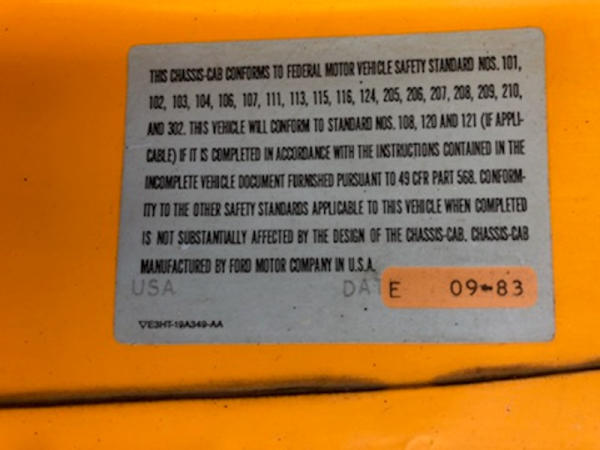 THIS CHASSIS-CAB CONFORMS TO FEDERAL MOTOR VEHICLE SAFETY STANDARD NOS. 101,
102, 103, 104, 106, 107, 111, 113, 115, 116, 124, 205, 206, 207, 208, 209, 210,
AND 302. THIS VEHICLE WILL CONFORM TO STANDARD NOS. 108, 120 AND 121 (IF APPLI-
CABLE) IF IT IS COMPLETED IN ACCORDANCE WITH THE INSTRUCTIONS CONTAINED IN THE
INCOMPLETE VEHICLE DOCUMENT FURNISHED PURSUANT TO 49 CFR PART 568. CONFORM-
ITY TO THE OTHER SAFETY STANDARDS APPLICABLE TO THIS VEHICLE WHEN COMPLETED
IS NOT SUBSTANTIALLY AFFECTED BY THE DESIGN OF THE CHASSIS-CAB. CHASSIS-CAB
MANUFACTURED BY FORD MOTOR COMPANY IN U.S.A.
USA DATE 09-83
▽E3HT-19A349-AA